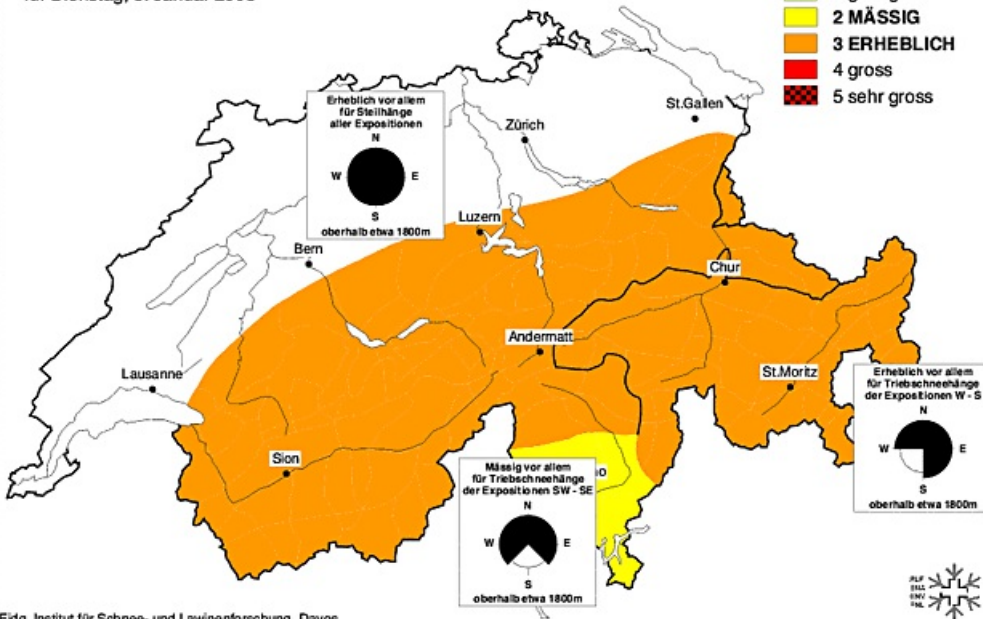 für Dienstag,
2 MÄSSIG
3 ERHEBLICH
4 gross
5 sehr gross
St.Gallen
Erheblich vor allem
für Steilhänge
aller Expositionen
N
W E
S
oberhalb etwa 1800m
Zürich
Luzern
Bern
Chur
Andermatt
Lausanne
St.Moritz
Erheblich vor allem
für Triebschneehänge
der Expositionen W - S
N
W E
S
oberhalb etwa 1800m
Sion
Mässig vor allem
für Triebschneehänge
der Expositionen SW - SE
N
W E
S
oberhalb etwa 1800m
SLF
Eidg. Institut für Schnee- und Lawinenforschung, Davos